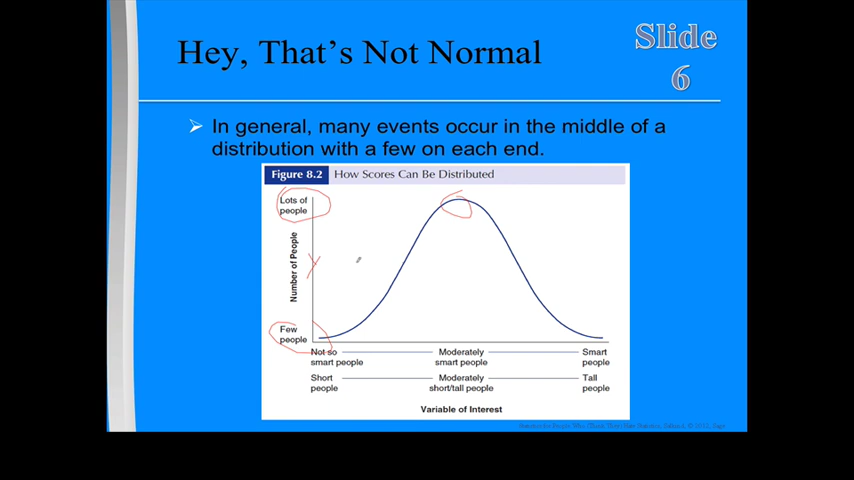 Hey, That's Not Normal
Slide
6
In general, many events occur in the middle of a
distribution with a few on each end.
Figure 8.2 How Scores Can Be Distributed
Lots of
people
Number of People
Few
people
Not so
smart people
Moderately
smart people
Smart
people
Short
people
Moderately
short/tall people
Tall
people
Variable of Interest